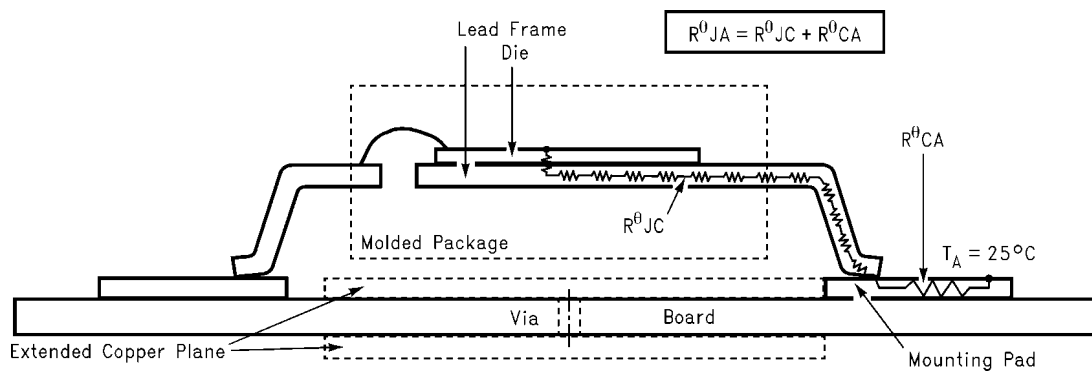 RθJA = RθJC + RθCA
Lead Frame
Die
RθCA
RθJC
Molded Package
TA = 25°C
Via
Board
Extended Copper Plane
Mounting Pad